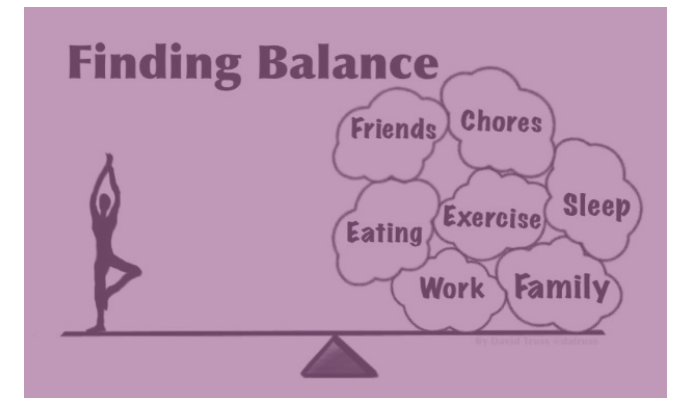 Finding Balance
Friends
Chores
Eating
Exercise
Sleep
Work
Family